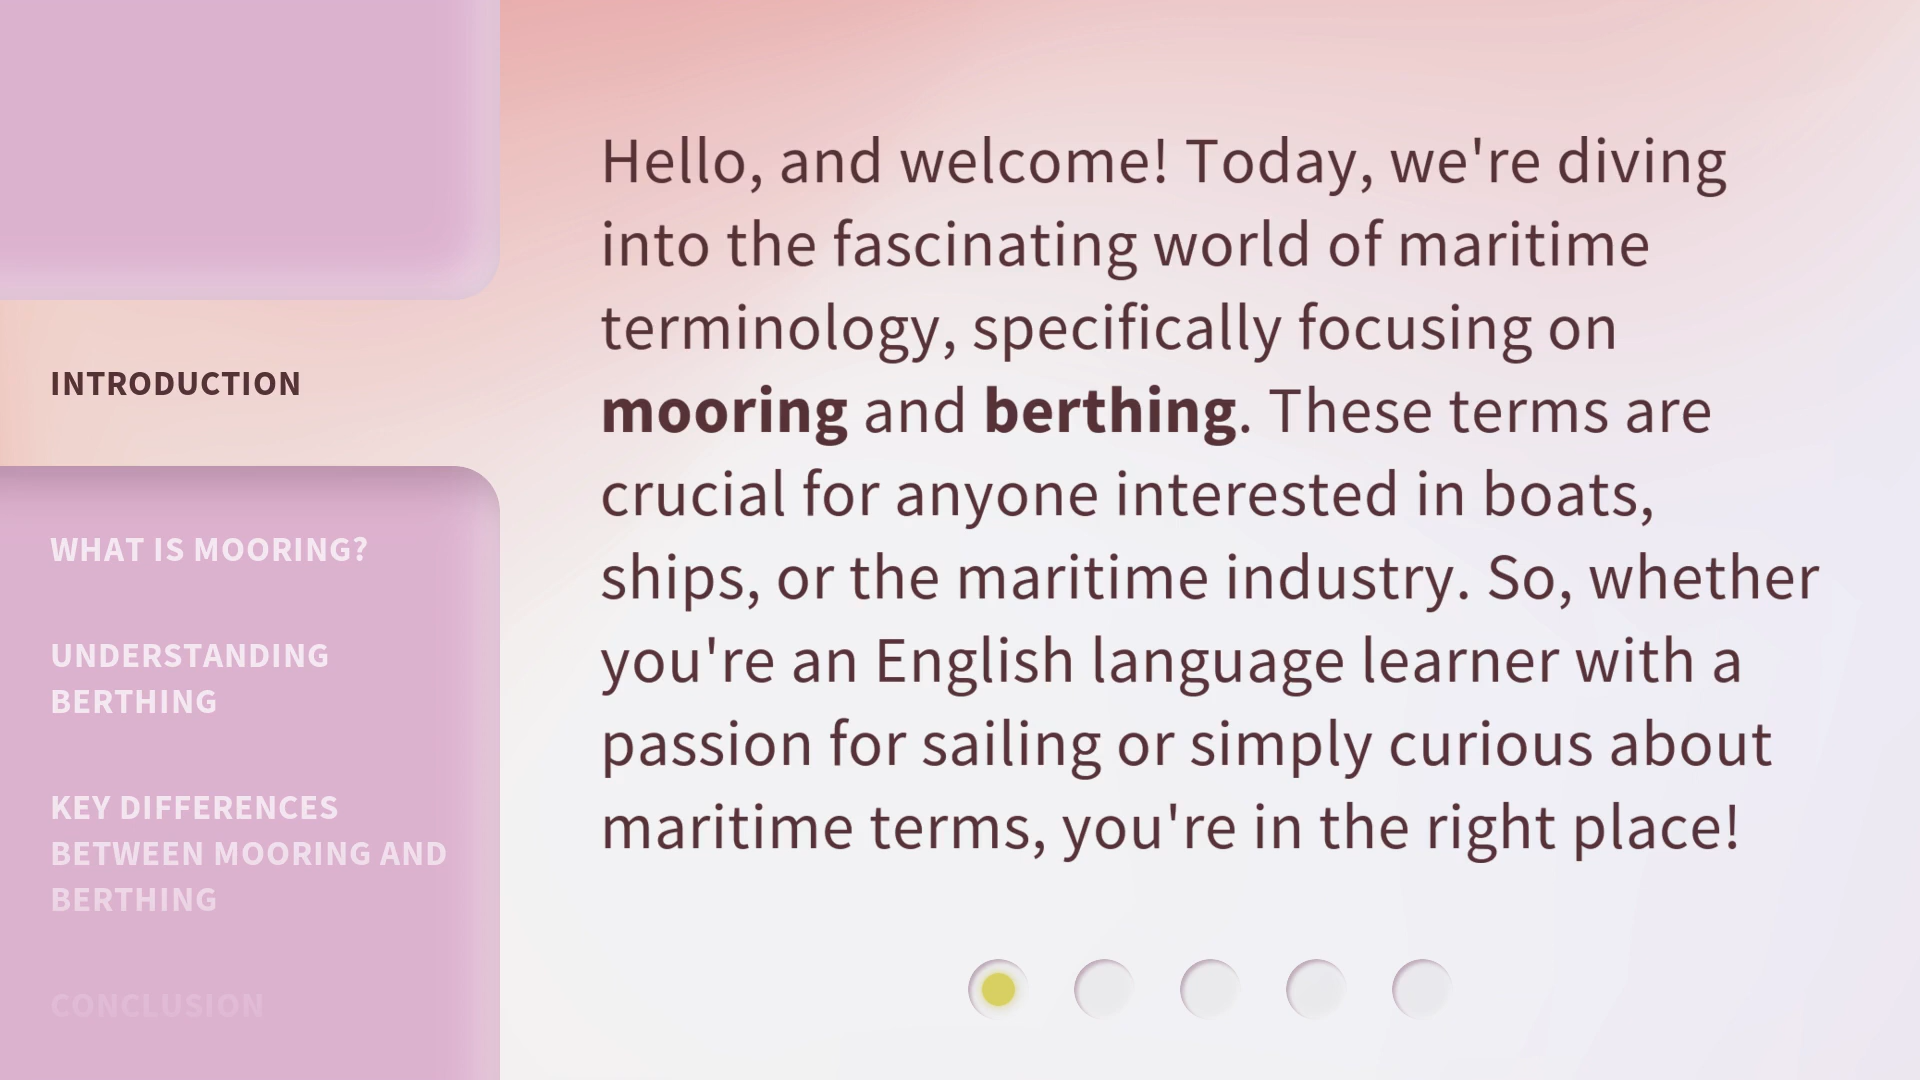 INTRODUCTION
WHAT IS MOORING?
UNDERSTANDING
BERTHING
KEY DIFFERENCES
BETWEEN MOORING AND
BERTHING
CONCLUSION
Hello, and welcome! Today, we're diving
into the fascinating world of maritime
terminology, specifically focusing on
mooring and berthing. These terms are
crucial for anyone interested in boats,
ships, or the maritime industry. So, whether
you're an English language learner with a
passion for sailing or simply curious about
maritime terms, you're in the right place!